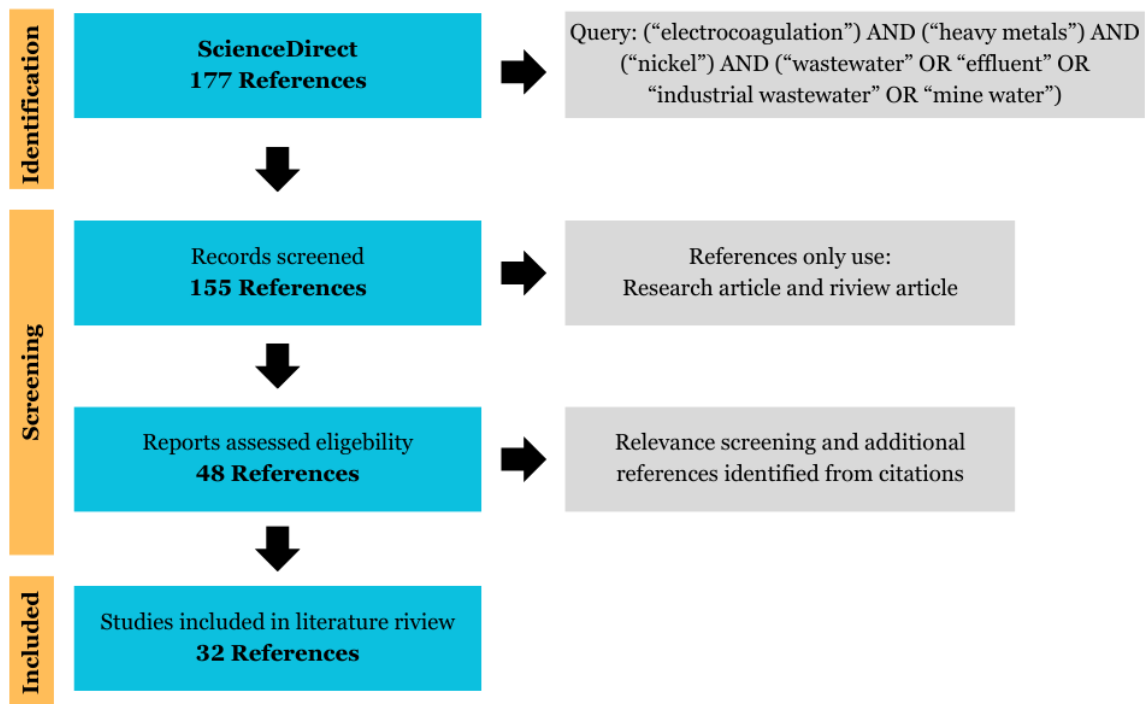 Identification
ScienceDirect
177 References
Query: (“electrocoagulation”) AND (“heavy metals”) AND
(“nickel”) AND (“wastewater” OR “effluent” OR
“industrial wastewater” OR “mine water”)
Screening
Records screened
155 References
References only use:
Research article and riview article
Reports assessed eligebility
48 References
Relevance screening and additional
references identified from citations
Included
Studies included in literature riview
32 References